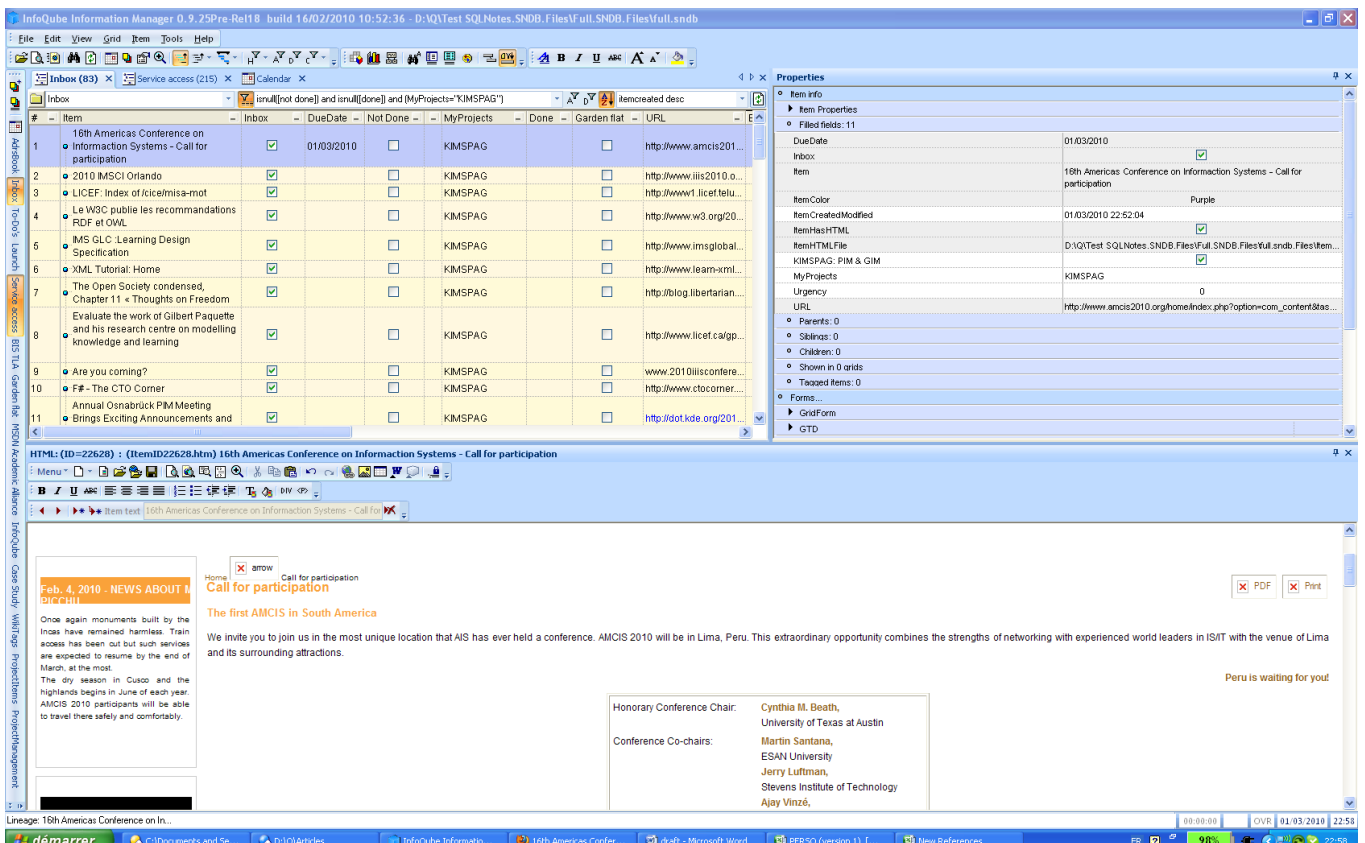 InfoQube Information Manager 0.9.25Pre-Rel18 build 16/02/2010 10:52:36 - D:\Q\Test SQLNotes.SNDB.Files\Full.SNDB.Files\full.sndb
File Edit View Grid Item Tools Help
Inbox (83) Service access (215) Calendar
Inbox isnull([not done]) and isnull([done]) and (MyProjects="KIMSPAG") itemcreated desc
# Item Inbox DueDate Not Done MyProjects Done Garden flat URL
1 16th Americas Conference on Informaction Systems - Call for participation 01/03/2010 KIMSPAG http://www.amcis201...
2 2010 IMSCI Orlando KIMSPAG http://www.iiis2010.o...
3 LICEF: Index of /cice/misa-mot KIMSPAG http://www1.licef.telu...
4 Le W3C publie les recommandations RDF et OWL KIMSPAG http://www.w3.org/20...
5 IMS GLC :Learning Design Specification KIMSPAG http://www.imsglobal...
6 XML Tutorial: Home KIMSPAG http://www.learn-xml...
7 The Open Society condensed, Chapter 11 « Thoughts on Freedom KIMSPAG http://blog.libertarian....
8 Evaluate the work of Gilbert Paquette and his research centre on modelling knowledge and learning KIMSPAG http://www.licef.ca/gp...
9 Are you coming? KIMSPAG www.2010iiisconfere...
10 F# - The CTO Corner KIMSPAG http://www.ctocorner....
11 Annual Osnabrück PIM Meeting Brings Exciting Announcements and KIMSPAG http://dot.kde.org/201...
Properties
Item info
Item Properties
Filled fields: 11
DueDate 01/03/2010
Inbox
Item 16th Americas Conference on Informaction Systems - Call for
participation
ItemColor Purple
ItemCreatedModified 01/03/2010 22:52:04
ItemHasHTML
ItemHTMLFile D:\Q\Test SQLNotes.SNDB.Files\Full.SNDB.Files\full.sndb.Files\Item...
KIMSPAG: PIM & GIM
MyProjects KIMSPAG
Urgency 0
URL http://www.amcis2010.org/home/index.php?option=com_content&tas...
Parents: 0
Siblings: 0
Children: 0
Shown in 0 grids
Tagged items: 0
Forms...
GridForm
GTD
AdrsBook
Inbox
To-Do's
Launch
Service access
BIS TLA
Garden flat
MSDN Academic Alliance
InfoQube
Case Study
WikiTags
ProjectItems
ProjectManagement
HTML: (ID=22628) : (ItemID22628.htm) 16th Americas Conference on Informaction Systems - Call for participation
Menu
B I U ABC DIV <P>
Item text 16th Americas Conference on Informaction Systems - Call for
Home arrow Call for participation
PDF Print
Feb. 4, 2010 - NEWS ABOUT M
PICCHU
Once again monuments built by the
Incas have remained harmless. Train
access has been cut but such services
are expected to resume by the end of
March, at the most.
The dry season in Cusco and the
highlands begins in June of each year.
AMCIS 2010 participants will be able
to travel there safely and comfortably.
Call for participation
The first AMCIS in South America
We invite you to join us in the most unique location that AIS has ever held a conference. AMCIS 2010 will be in Lima, Peru. This extraordinary opportunity combines the strengths of networking with experienced world leaders in IS/IT with the venue of Lima
and its surrounding attractions.
Peru is waiting for you!
Honorary Conference Chair: Cynthia M. Beath,
University of Texas at Austin
Conference Co-chairs: Martin Santana,
ESAN University
Jerry Luftman,
Stevens Institute of Technology
Ajay Vinzé,
Lineage: 16th Americas Conference on In...
00:00:00 OVR 01/03/2010 22:58
démarrer C:\Documents and Se... D:\Q\Articles InfoQube Informatio... 16th Americas Confer... draft - Microsoft Word PERSO (version 1) [... New References FR 98% 22:58